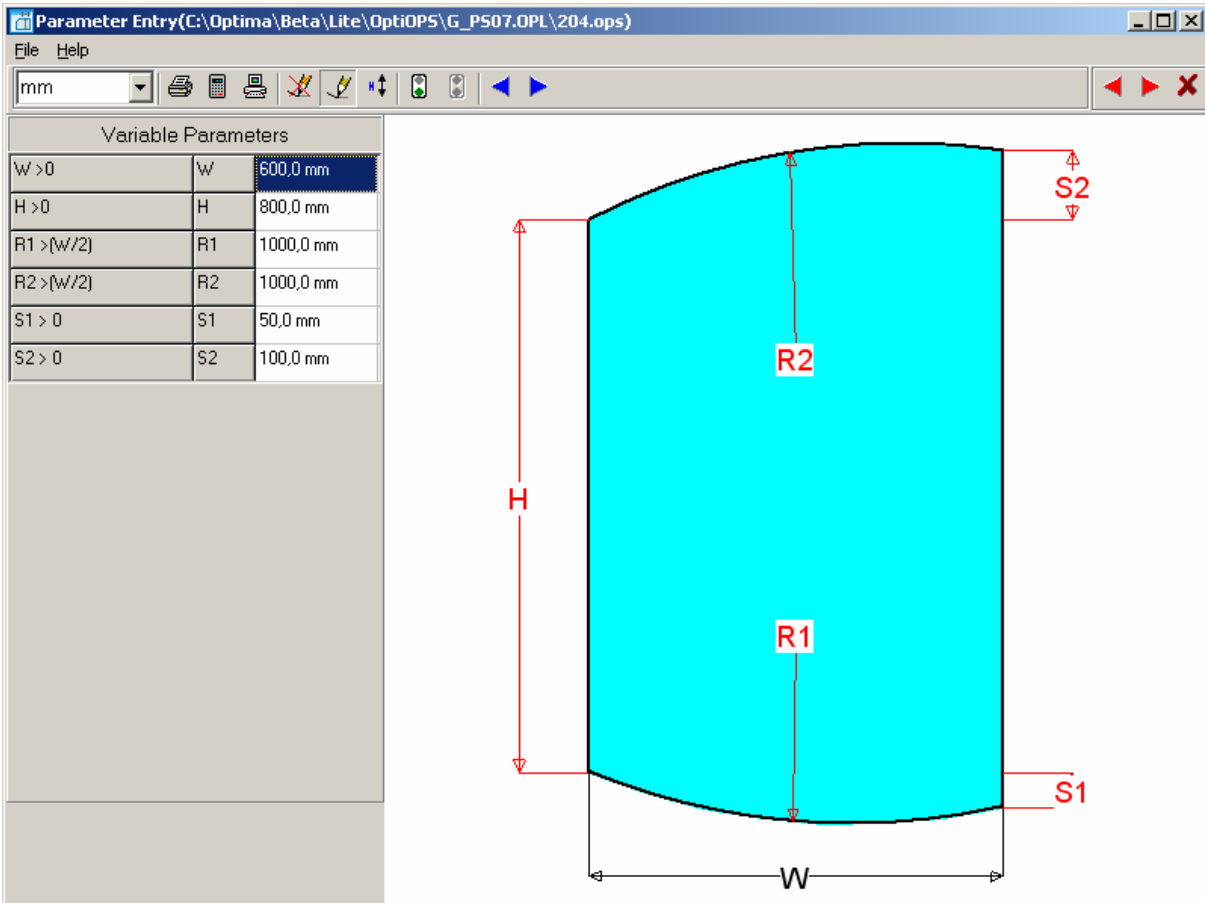 Parameter Entry(C:\Optima\Beta\Lite\OptiOPS\G_PS07.OPL\204.ops)
File Help
mm
H
Variable Parameters
W >0 W 600,0 mm
H >0 H 800,0 mm
R1 >(W/2) R1 1000,0 mm
R2 >(W/2) R2 1000,0 mm
S1 > 0 S1 50,0 mm
S2 > 0 S2 100,0 mm
S2
R2
H
R1
S1
W